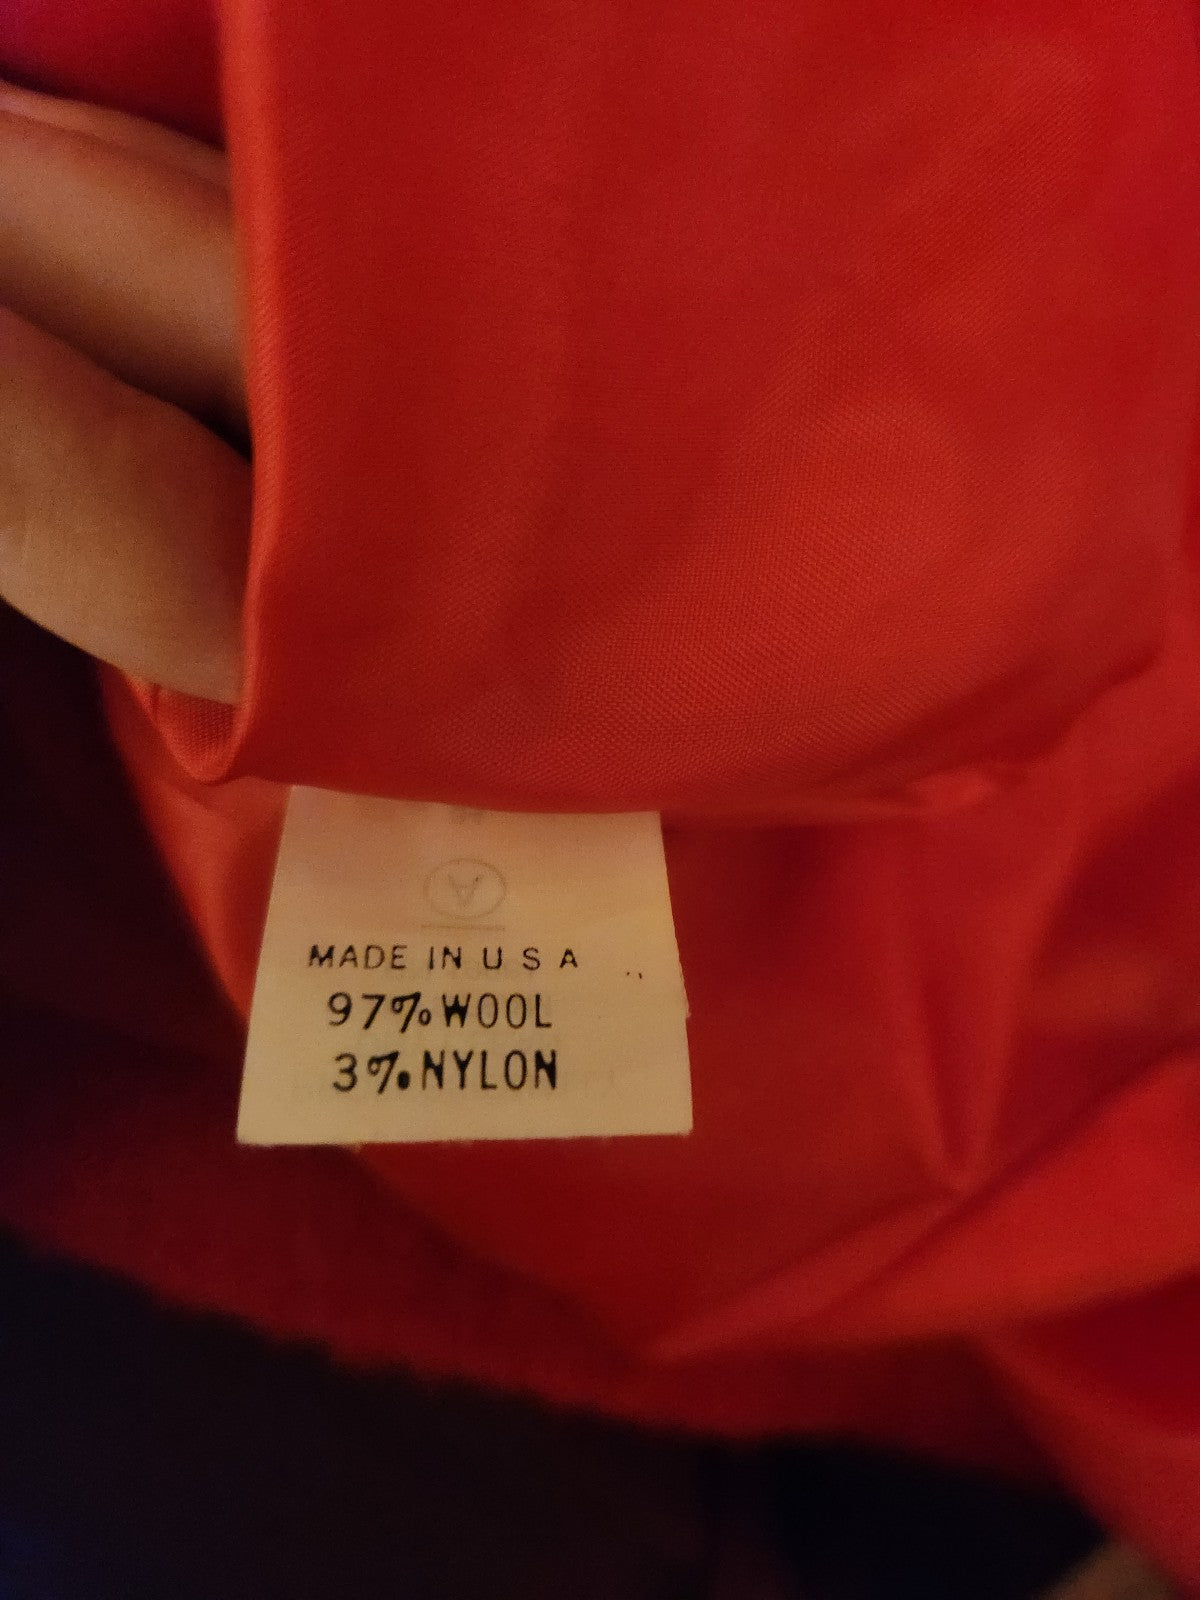 MADE IN U S A
97% WOOL
3% NYLON